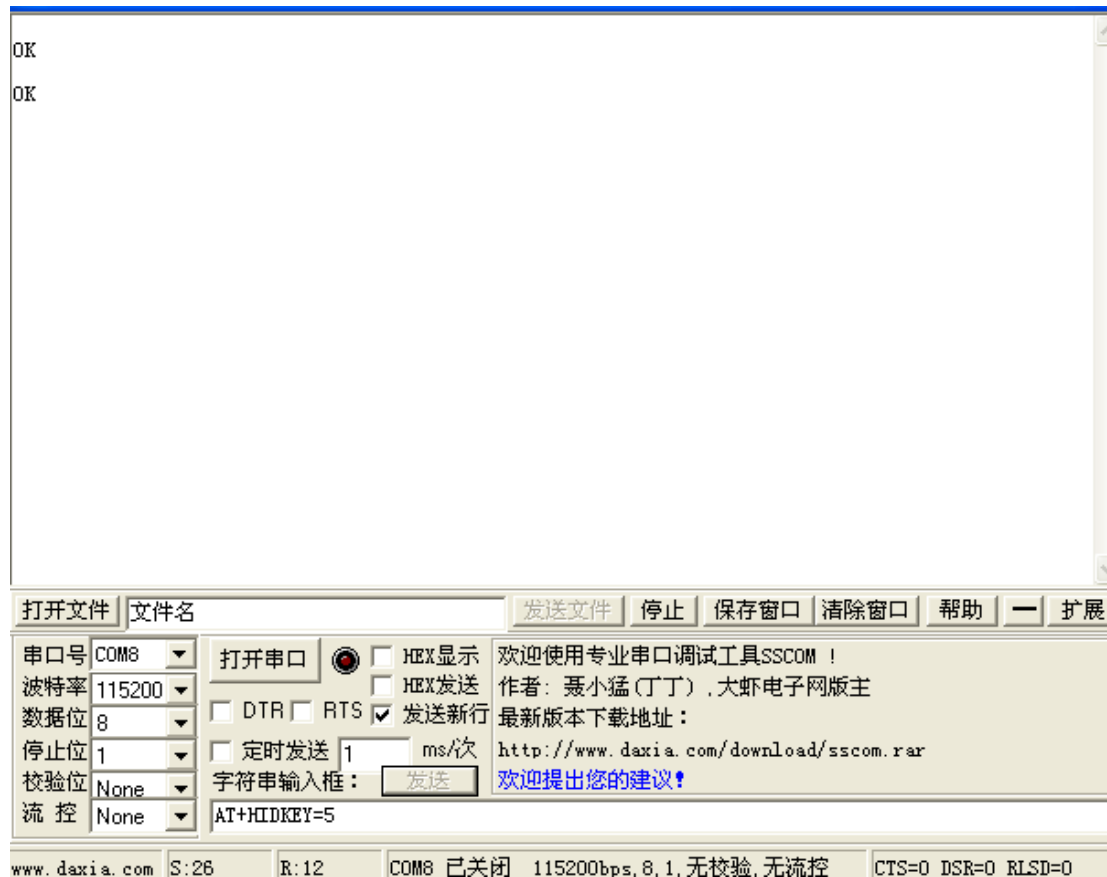 OK
OK
打开文件 文件名 发送文件 停止 保存窗口 清除窗口 帮助 一 扩展
串口号 COM8 打开串口 HEX显示 欢迎使用专业串口调试工具SSCOM !
波特率 115200 HEX发送 作者: 聂小猛(丁丁) ,大虾电子网版主
数据位 8 DTR RTS 发送新行 最新版本下载地址:
停止位 1 定时发送 1 ms/次 http://www.daxia.com/download/sscom.rar
校验位 None 字符串输入框: 发送 欢迎提出您的建议!
流 控 None AT+HIDKEY=5
www.daxia.com S:26 R:12 COM8 已关闭 115200bps,8,1,无校验,无流控 CTS=0 DSR=0 RLSD=0